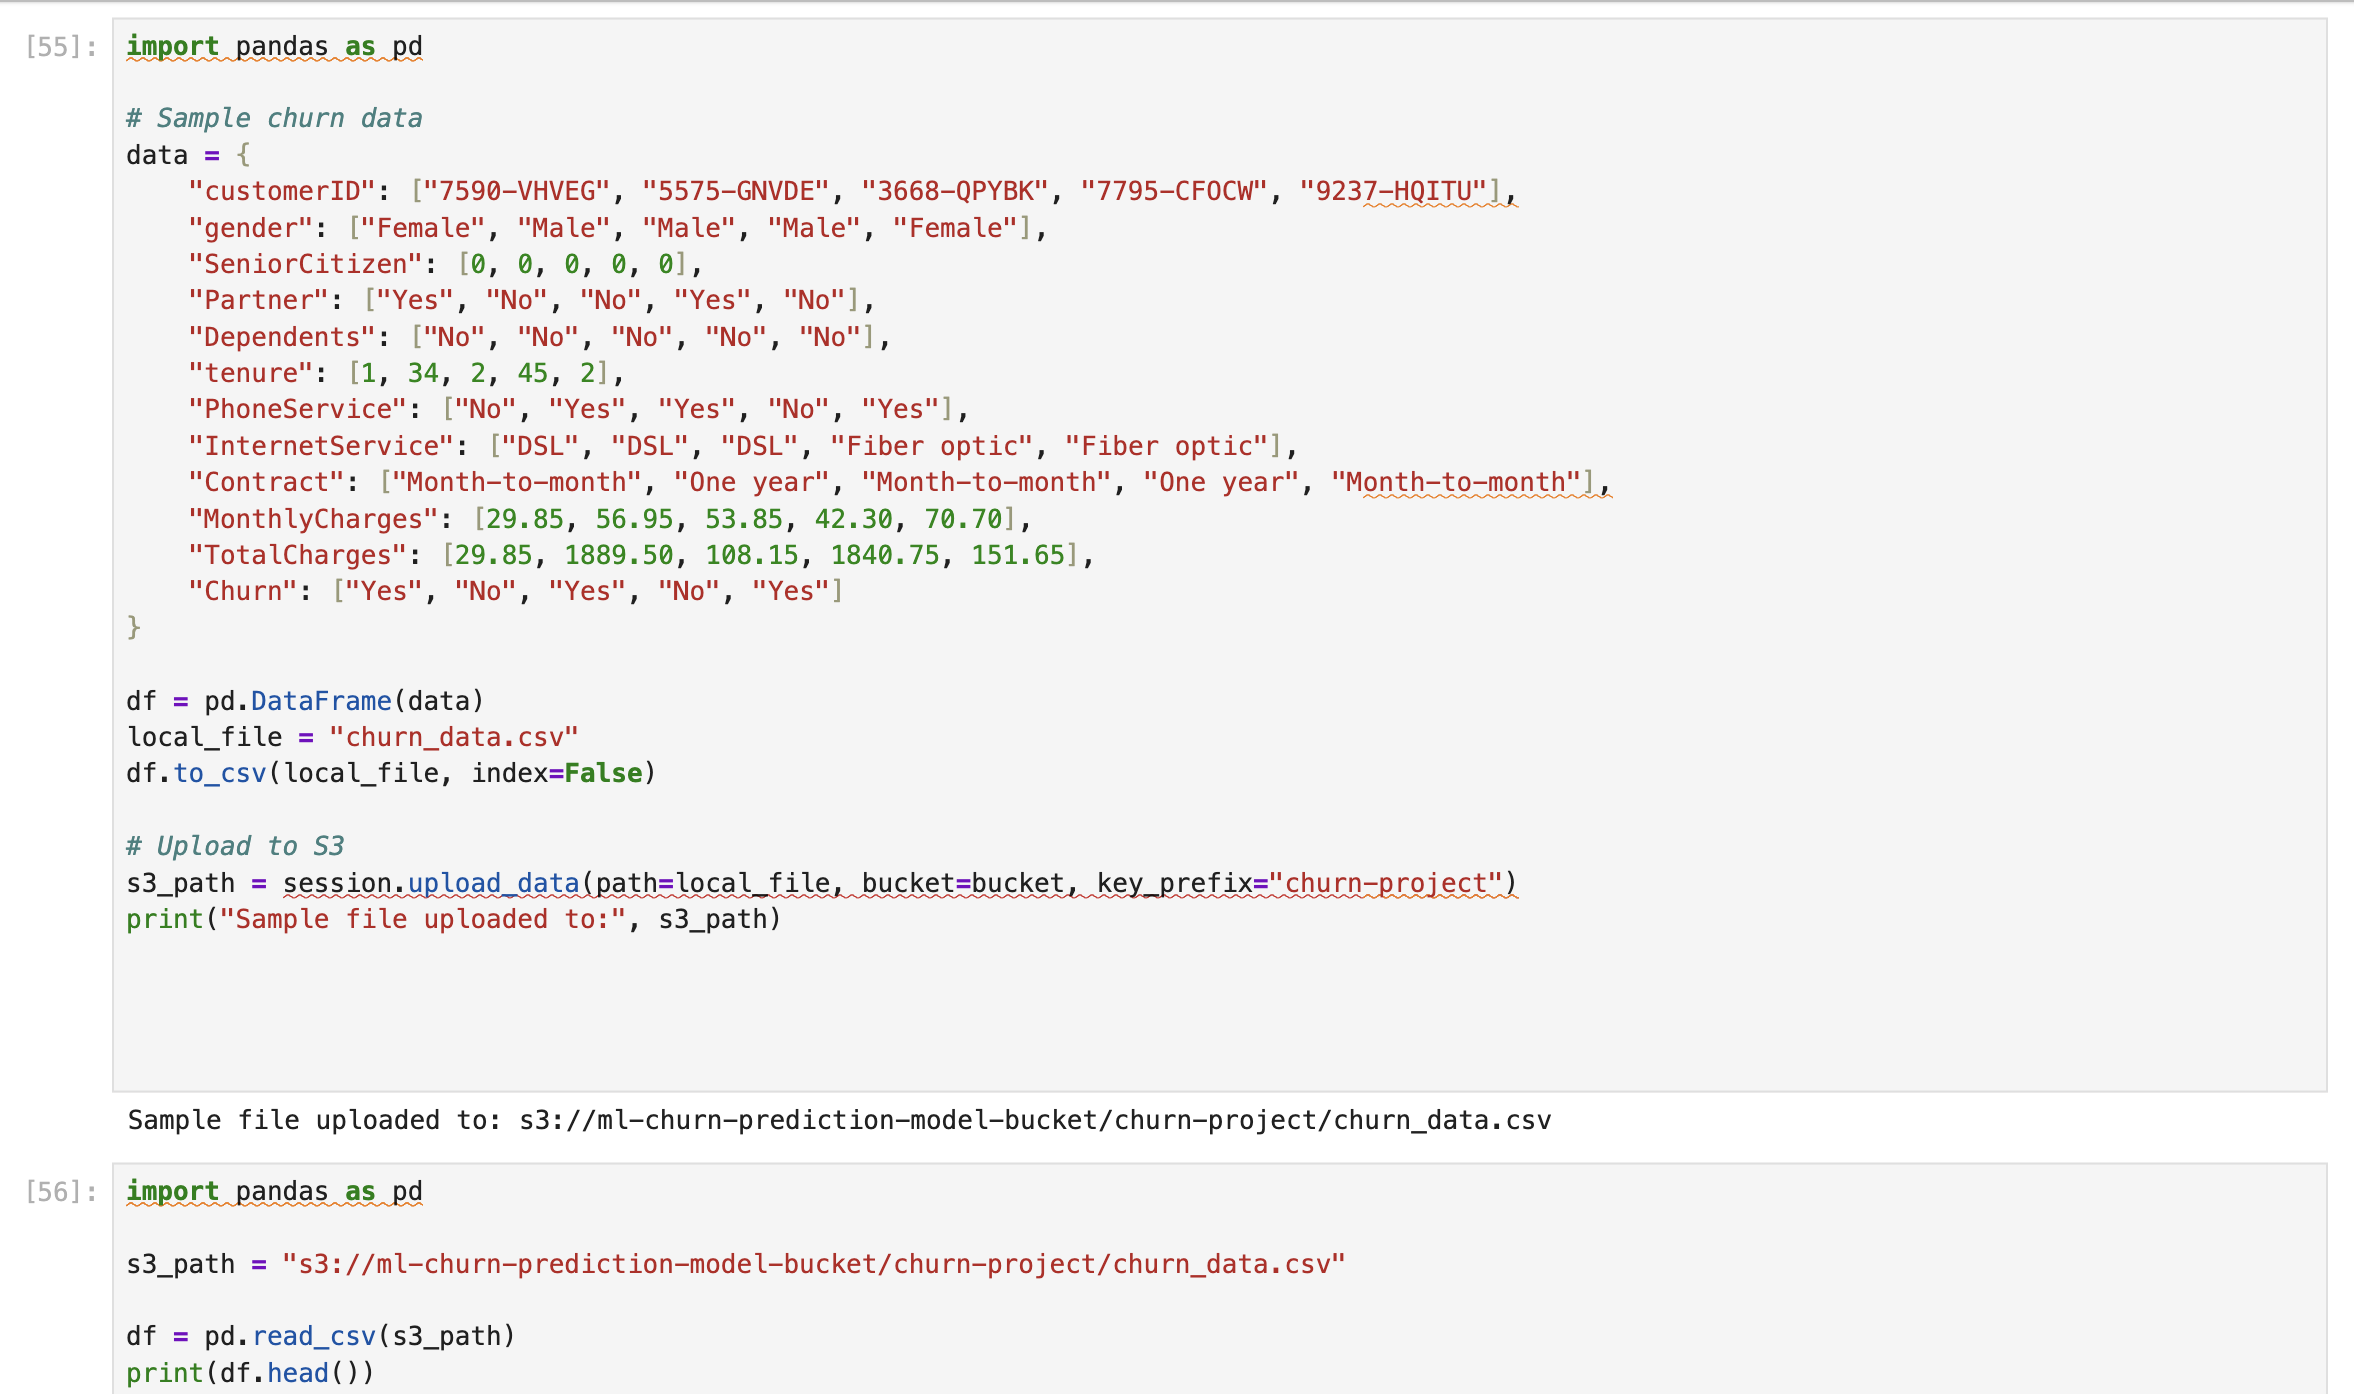 [55]:
import pandas as pd
# Sample churn data
data = {
    "customerID": ["7590-VHVEG", "5575-GNVDE", "3668-QPYBK", "7795-CFOCW", "9237-HQITU"],
    "gender": ["Female", "Male", "Male", "Male", "Female"],
    "SeniorCitizen": [0, 0, 0, 0, 0],
    "Partner": ["Yes", "No", "No", "Yes", "No"],
    "Dependents": ["No", "No", "No", "No", "No"],
    "tenure": [1, 34, 2, 45, 2],
    "PhoneService": ["No", "Yes", "Yes", "No", "Yes"],
    "InternetService": ["DSL", "DSL", "DSL", "Fiber optic", "Fiber optic"],
    "Contract": ["Month-to-month", "One year", "Month-to-month", "One year", "Month-to-month"],
    "MonthlyCharges": [29.85, 56.95, 53.85, 42.30, 70.70],
    "TotalCharges": [29.85, 1889.50, 108.15, 1840.75, 151.65],
    "Churn": ["Yes", "No", "Yes", "No", "Yes"]
}
df = pd.DataFrame(data)
local_file = "churn_data.csv"
df.to_csv(local_file, index=False)
# Upload to S3
s3_path = session.upload_data(path=local_file, bucket=bucket, key_prefix="churn-project")
print("Sample file uploaded to:", s3_path)
Sample file uploaded to: s3://ml-churn-prediction-model-bucket/churn-project/churn_data.csv
[56]:
import pandas as pd
s3_path = "s3://ml-churn-prediction-model-bucket/churn-project/churn_data.csv"
df = pd.read_csv(s3_path)
print(df.head())